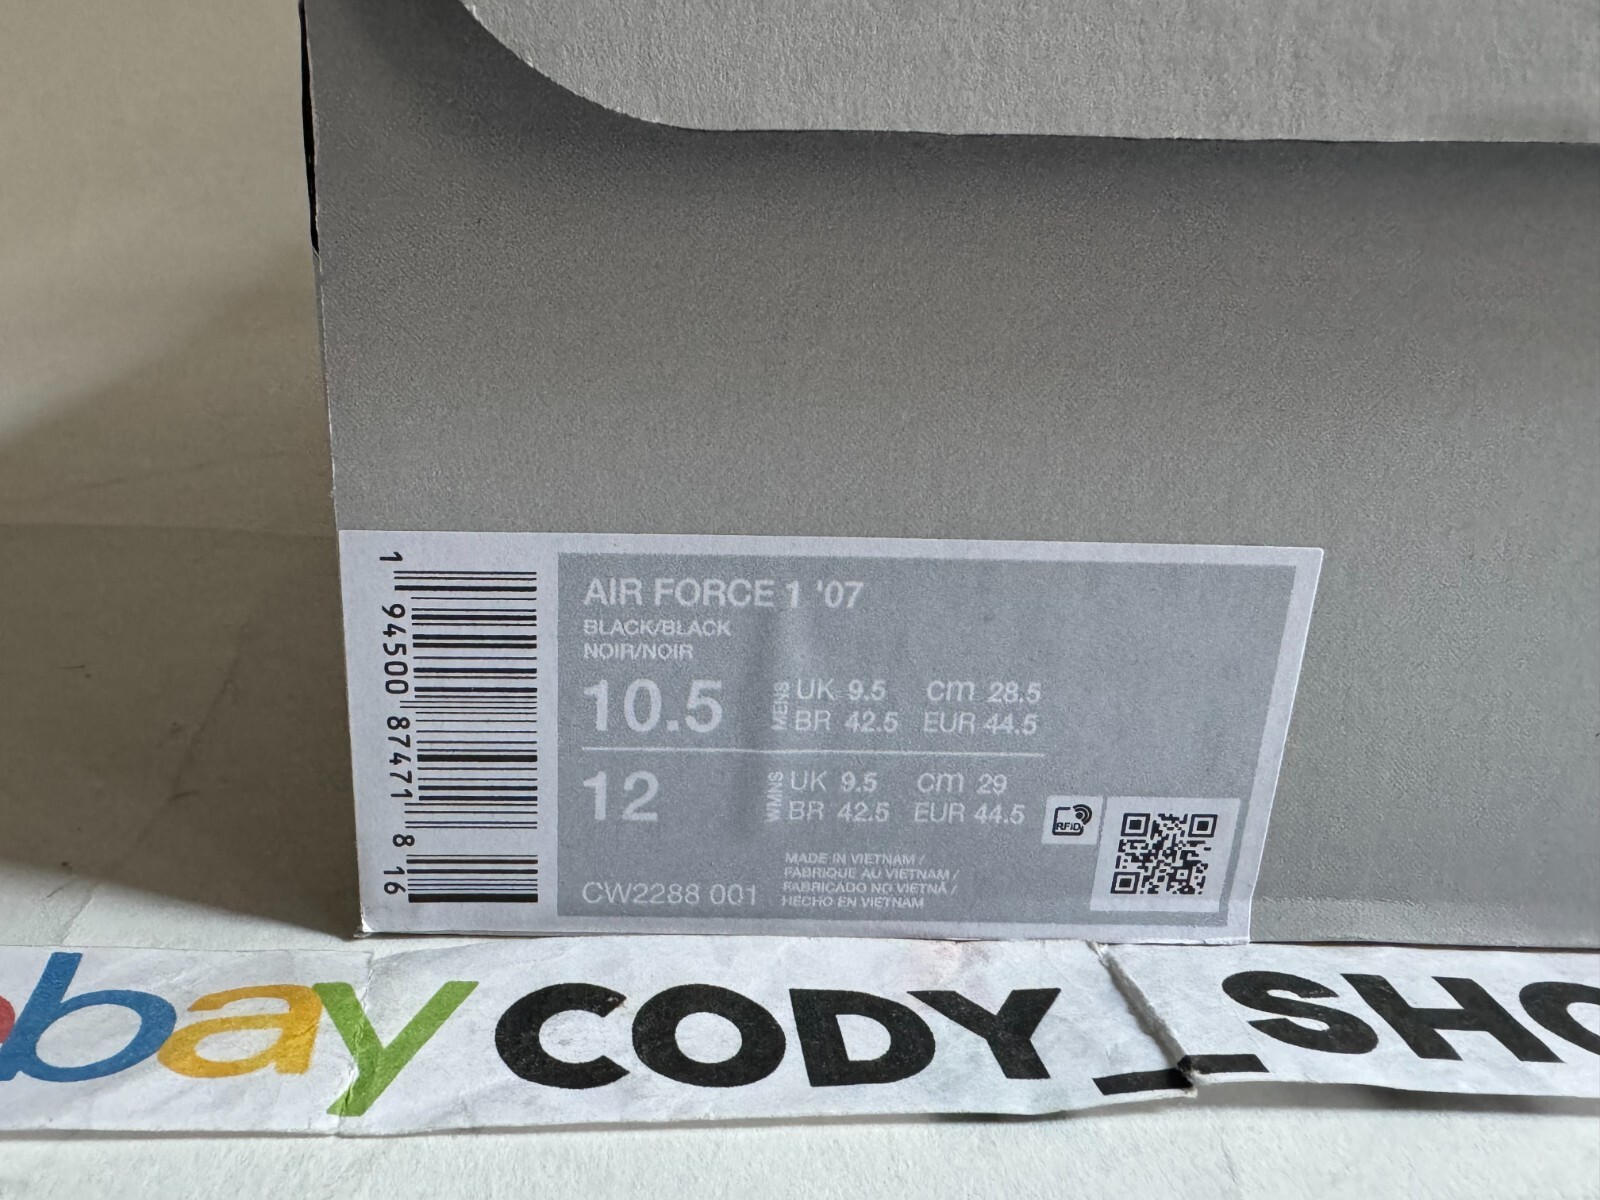 1 94500 87471 8 16
AIR FORCE 1 '07
BLACK/BLACK
NOIR/NOIR
10.5 MENS UK 9.5 cm 28.5
BR 42.5 EUR 44.5
12 WMNS UK 9.5 cm 29
BR 42.5 EUR 44.5
RFID
CW2288 001
MADE IN VIETNAM /
FABRIQUE AU VIETNAM /
FABRICADO NO VIETNÃ /
HECHO EN VIETNAM
ebay CODY_SHO